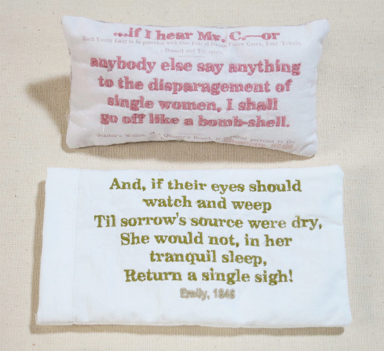 ...if I hear Mr. C.—or
anybody else say anything
to the disparagement of
single women, I shall
go off like a bomb-shell.
And, if their eyes should
watch and weep
Til sorrow's source were dry,
She would not, in her
tranquil sleep,
Return a single sigh!
Emily, 1846